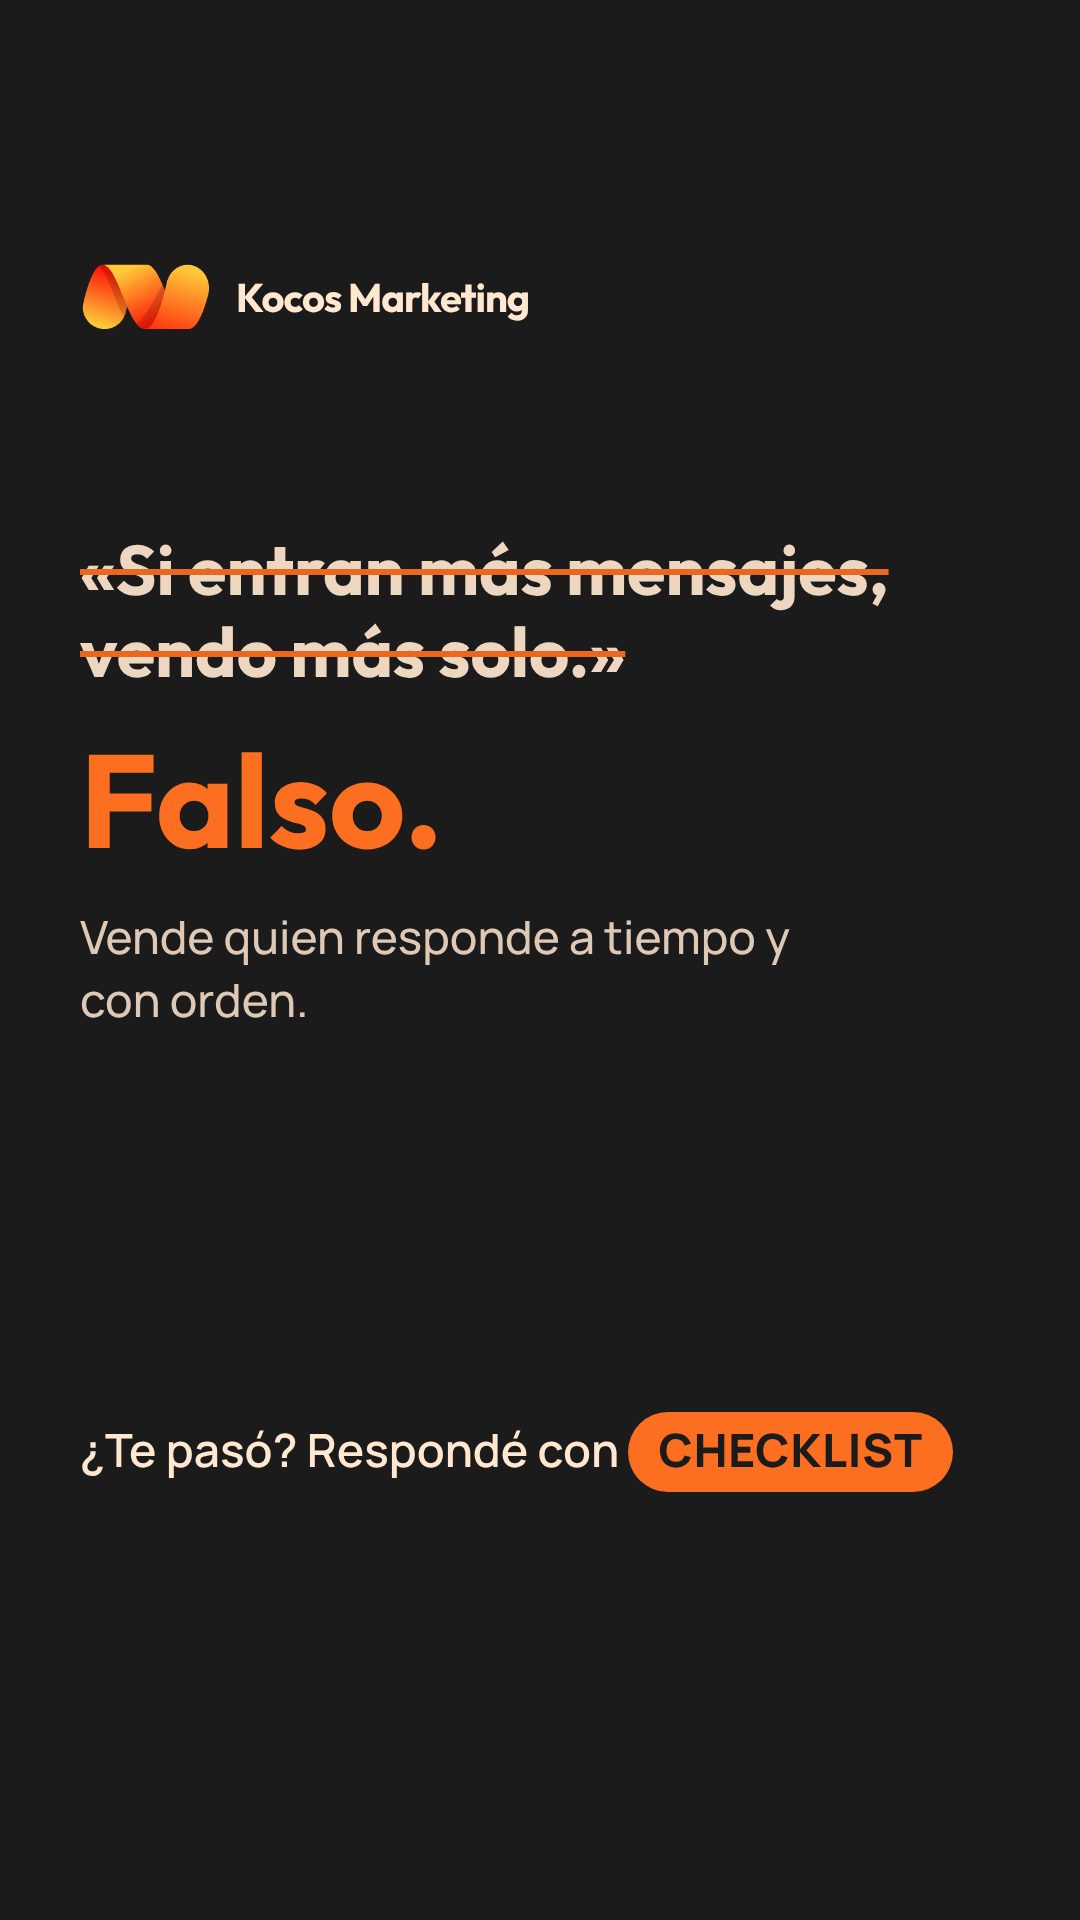 Kocos Marketing
«Si entran más mensajes,
vendo más solo.»
Falso.
Vende quien responde a tiempo y
con orden.
¿Te pasó? Respondé con CHECKLIST